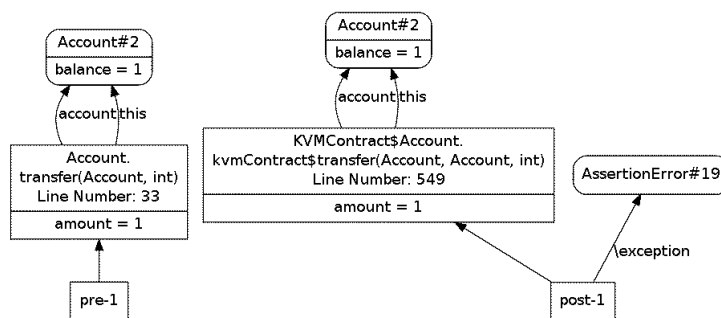 Account#2
balance = 1
account this
Account.
transfer(Account, int)
Line Number: 33
amount = 1
pre-1
Account#2
balance = 1
account this
KVMContract$Account.
kvmContract$transfer(Account, Account, int)
Line Number: 549
amount = 1
AssertionError#19
\exception
post-1